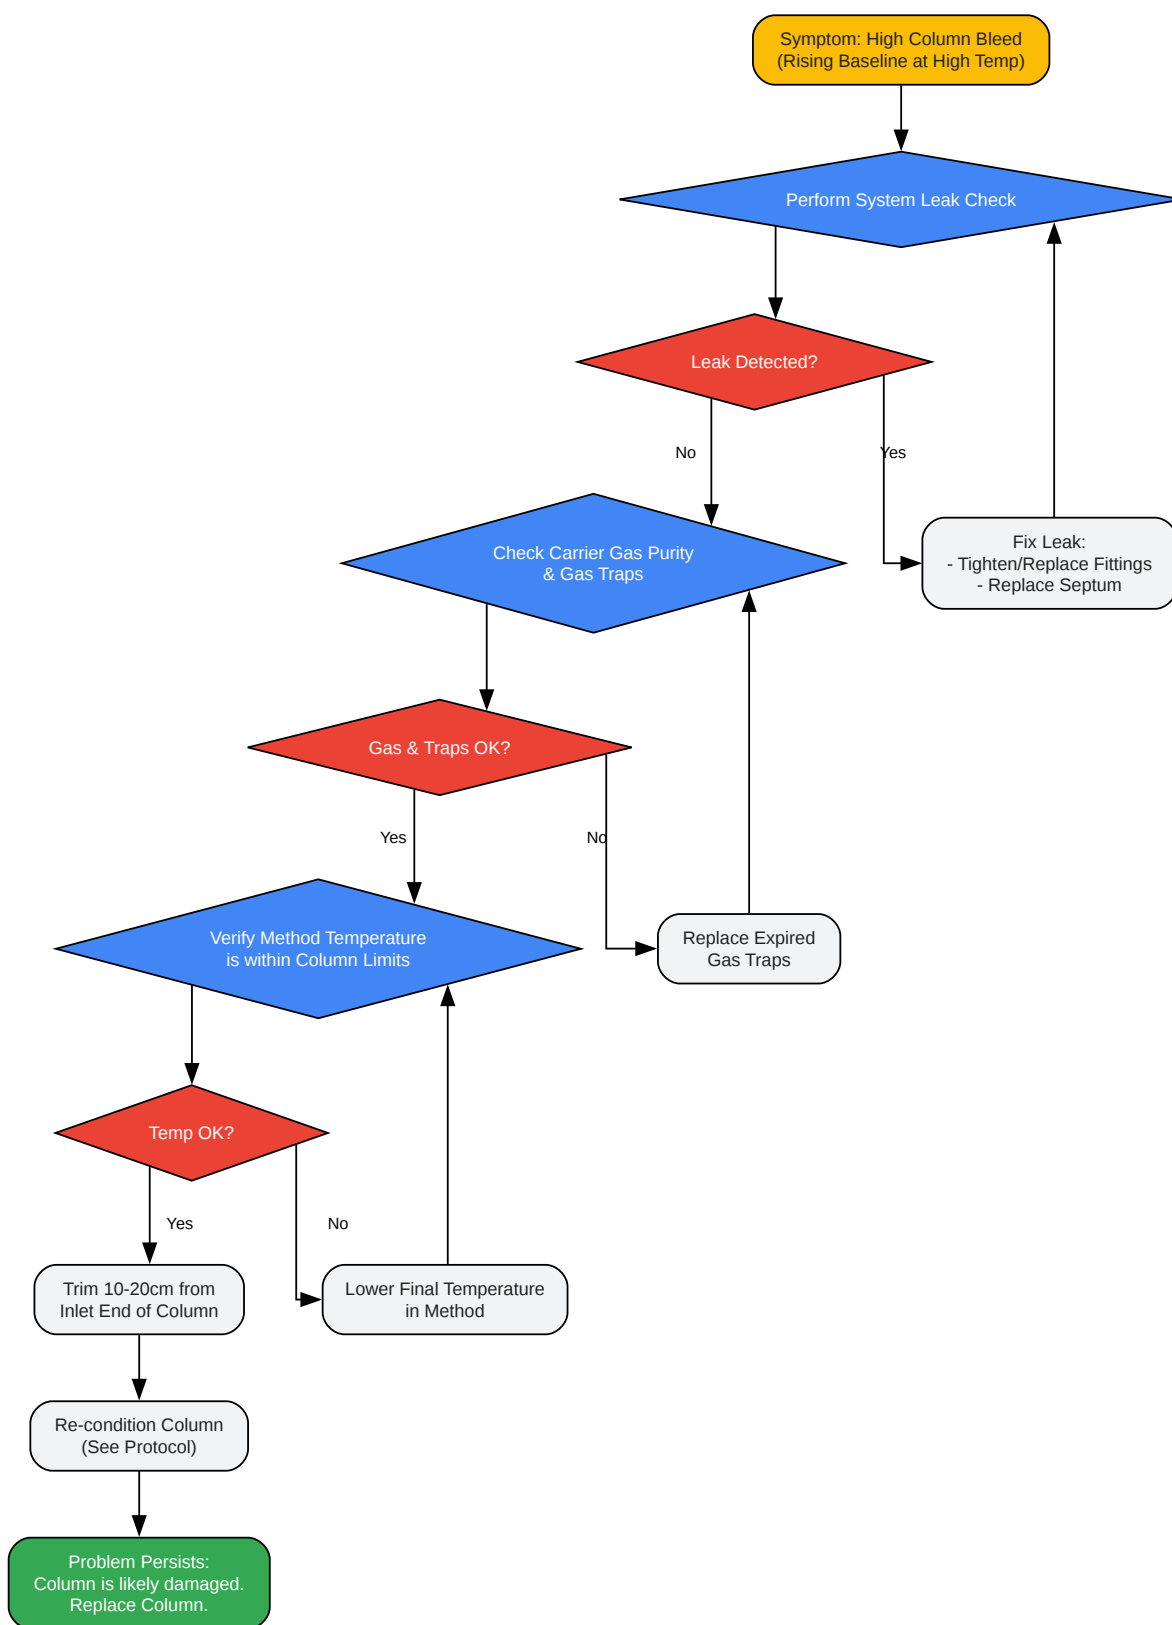 Symptom: High Column Bleed
(Rising Baseline at High Temp)
Perform System Leak Check
Leak Detected?
No
Yes
Fix Leak:
- Tighten/Replace Fittings
- Replace Septum
Check Carrier Gas Purity
& Gas Traps
Gas & Traps OK?
Yes
No
Replace Expired
Gas Traps
Verify Method Temperature
is within Column Limits
Temp OK?
Yes
No
Trim 10-20cm from
Inlet End of Column
Lower Final Temperature
in Method
Re-condition Column
(See Protocol)
Problem Persists:
Column is likely damaged.
Replace Column.